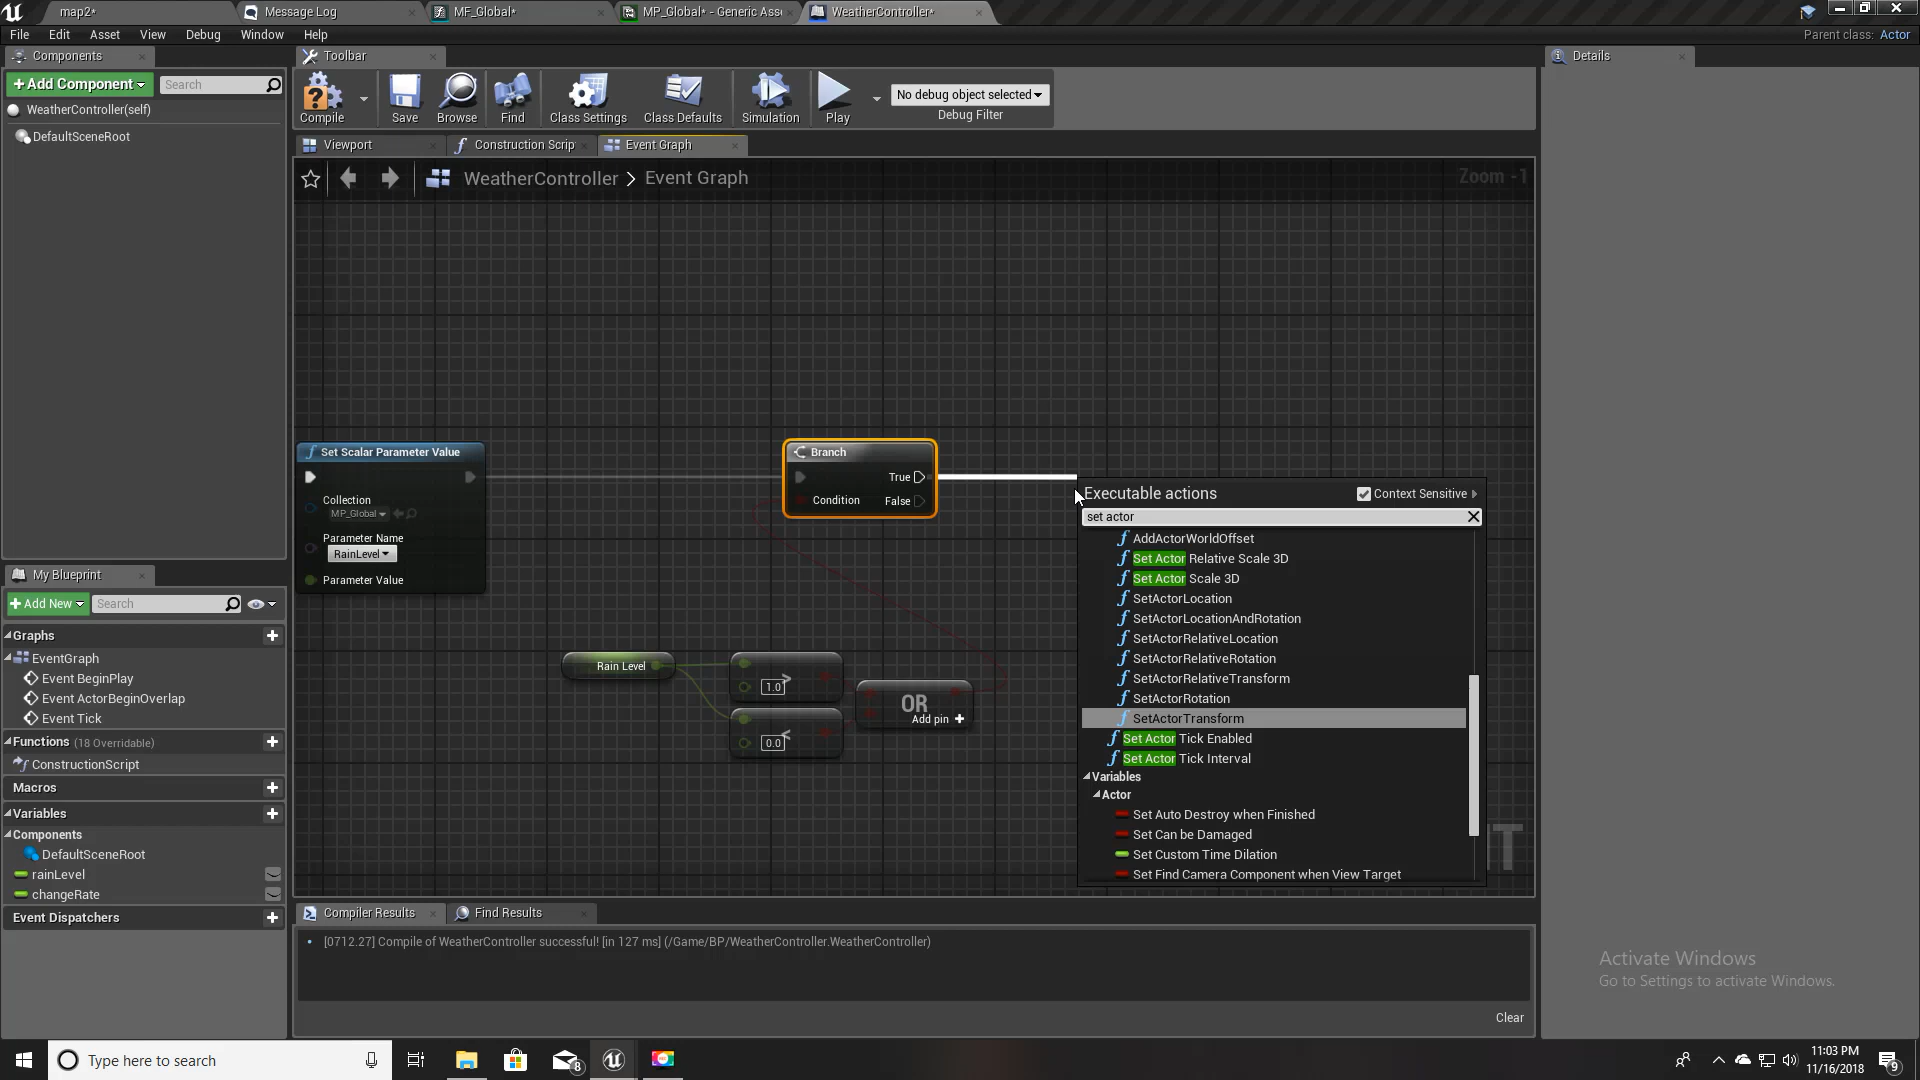 map2*
Message Log
MF_Global*
MP_Global* - Generic Ass
WeatherController*
File
Edit
Asset
View
Debug
Window
Help
Parent class: Actor
Components
+Add Component
Search
WeatherController(self)
DefaultSceneRoot
Toolbar
Compile
Save
Browse
Find
Class Settings
Class Defaults
Simulation
Play
No debug object selected
Debug Filter
Details
Viewport
Construction Scrip
Event Graph
WeatherController > Event Graph
Zoom -1
Set Scalar Parameter Value
Collection
MP_Global
Parameter Name
RainLevel
Parameter Value
Branch
True
Condition
False
Rain Level
>
1.0
<
0.0
OR
Add pin +
Executable actions
Context Sensitive
set actor
AddActorWorldOffset
Set Actor Relative Scale 3D
Set Actor Scale 3D
SetActorLocation
SetActorLocationAndRotation
SetActorRelativeLocation
SetActorRelativeRotation
SetActorRelativeTransform
SetActorRotation
SetActorTransform
Set Actor Tick Enabled
Set Actor Tick Interval
Variables
Actor
Set Auto Destroy when Finished
Set Can be Damaged
Set Custom Time Dilation
Set Find Camera Component when View Target
My Blueprint
+Add New
Search
Graphs
EventGraph
Event BeginPlay
Event ActorBeginOverlap
Event Tick
Functions (18 Overridable)
ConstructionScript
Macros
Variables
Components
DefaultSceneRoot
rainLevel
changeRate
Event Dispatchers
Compiler Results
Find Results
[0712.27] Compile of WeatherController successful! [in 127 ms] (/Game/BP/WeatherController.WeatherController)
Clear
Activate Windows
Go to Settings to activate Windows.
Type here to search
8
11:03 PM
11/16/2018
9